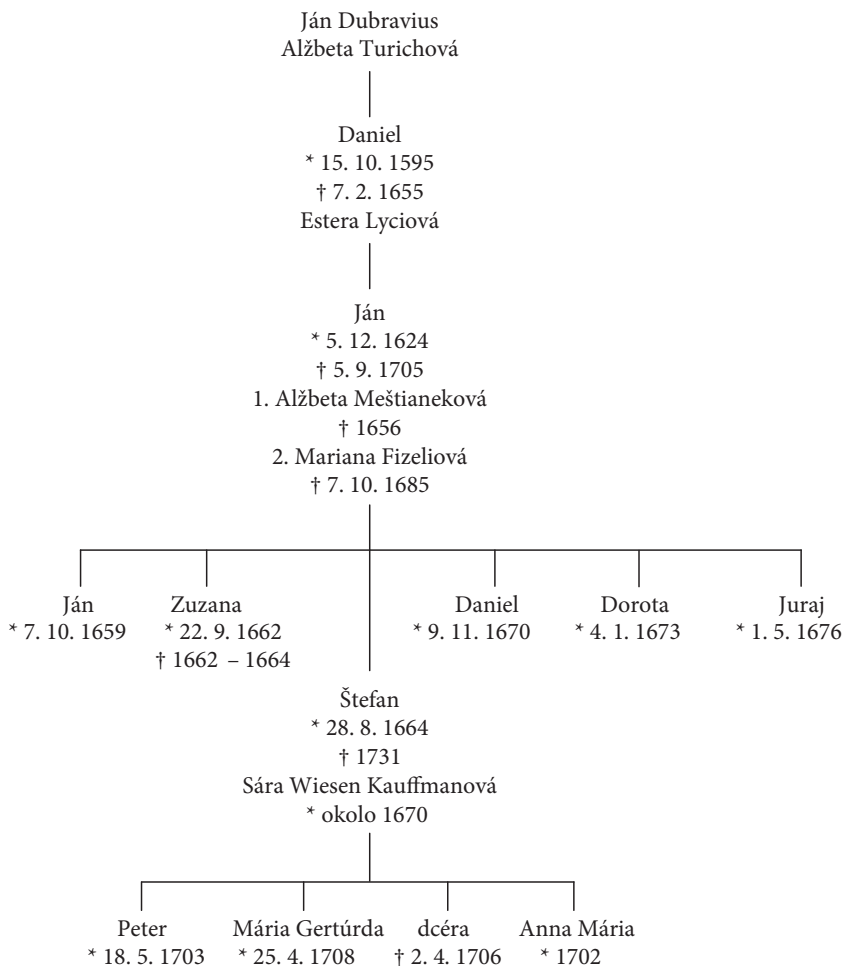 Ján Dubravius
Alžbeta Turichová
Daniel
* 15. 10. 1595
† 7. 2. 1655
Estera Lyciová
Ján
* 5. 12. 1624
† 5. 9. 1705
1. Alžbeta Meštianeková
† 1656
2. Mariana Fizeliová
† 7. 10. 1685
Ján
* 7. 10. 1659
Zuzana
* 22. 9. 1662
† 1662 – 1664
Daniel
* 9. 11. 1670
Dorota
* 4. 1. 1673
Juraj
* 1. 5. 1676
Štefan
* 28. 8. 1664
† 1731
Sára Wiesen Kauffmanová
* okolo 1670
Peter
* 18. 5. 1703
Mária Gertúrda
* 25. 4. 1708
dcéra
† 2. 4. 1706
Anna Mária
* 1702